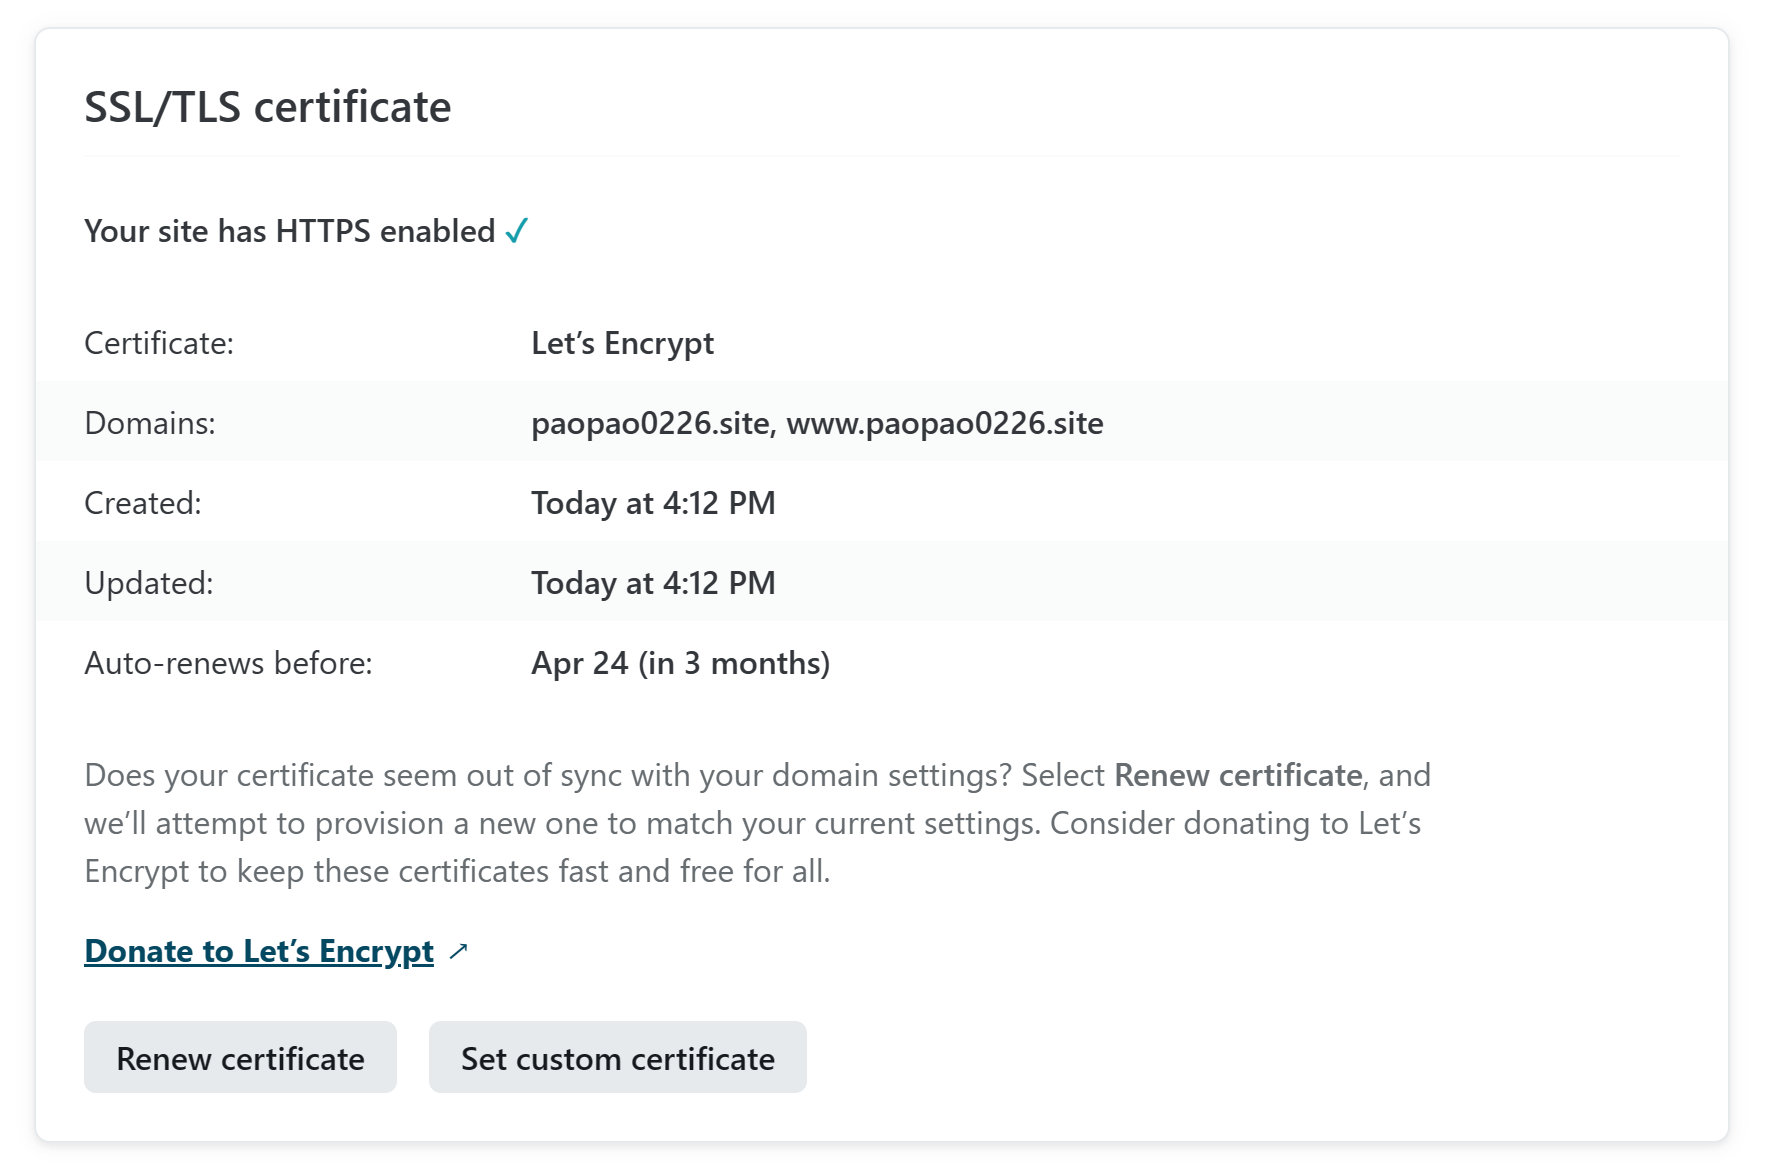 SSL/TLS certificate
Your site has HTTPS enabled ✓
Certificate: Let’s Encrypt
Domains: paopao0226.site, www.paopao0226.site
Created: Today at 4:12 PM
Updated: Today at 4:12 PM
Auto-renews before: Apr 24 (in 3 months)
Does your certificate seem out of sync with your domain settings? Select Renew certificate, and
we’ll attempt to provision a new one to match your current settings. Consider donating to Let’s
Encrypt to keep these certificates fast and free for all.
Donate to Let’s Encrypt ↗
Renew certificate Set custom certificate